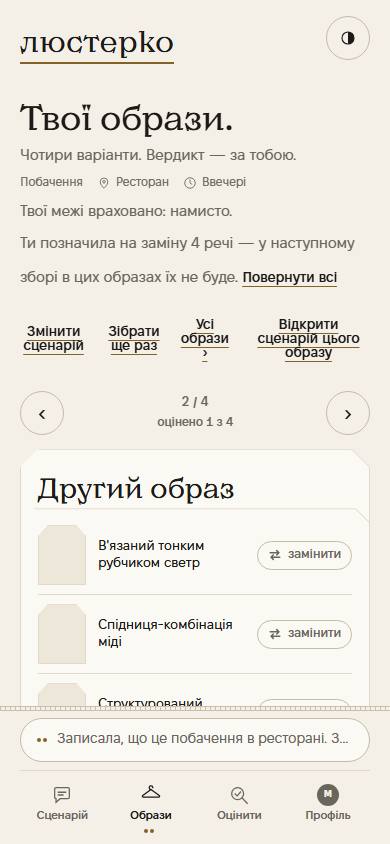 люстерко
Твої образи.
Чотири варіанти. Вердикт — за тобою.
Побачення Ресторан Ввечері
Твої межі враховано: намисто.
Ти позначила на заміну 4 речі — у наступному
зборі в цих образах їх не буде. Повернути всі
Змінити
сценарій
Зібрати
ще раз
Усі
образи
›
Відкрити
сценарій цього
образу
‹
2 / 4
оцінено 1 з 4
›
Другий образ
В'язаний тонким
рубчиком светр
замінити
Спідниця-комбінація
міді
замінити
Структурований
Записала, що це побачення в ресторані. З...
Сценарій
Образи
Оцінити
М
Профіль